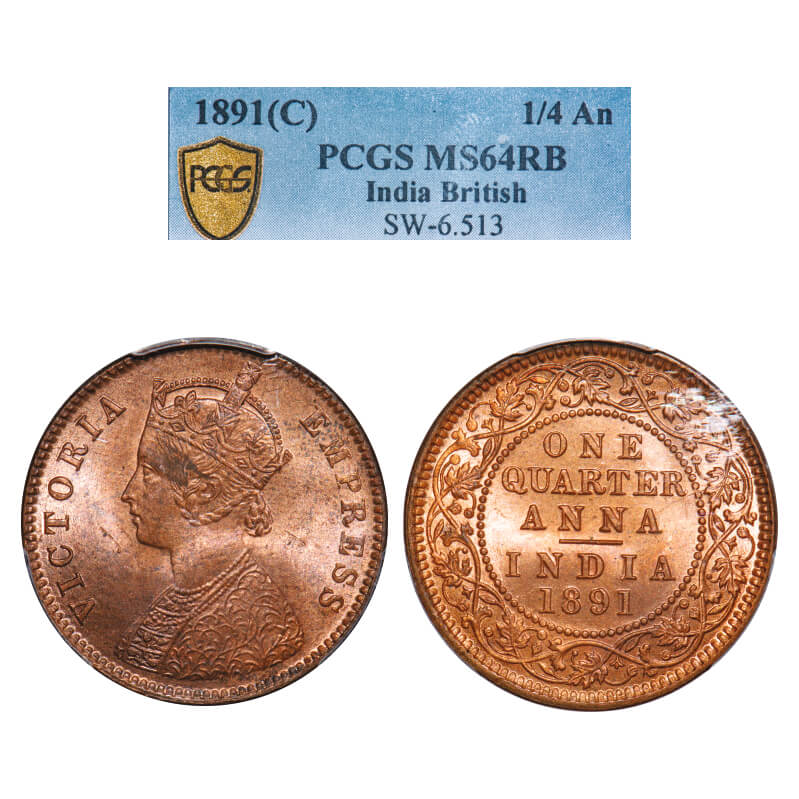 1891(C) 1/4 An
PCGS
PCGS MS64RB
India British
SW-6.513
VICTORIA EMPRESS
ONE
QUARTER
ANNA
INDIA
1891